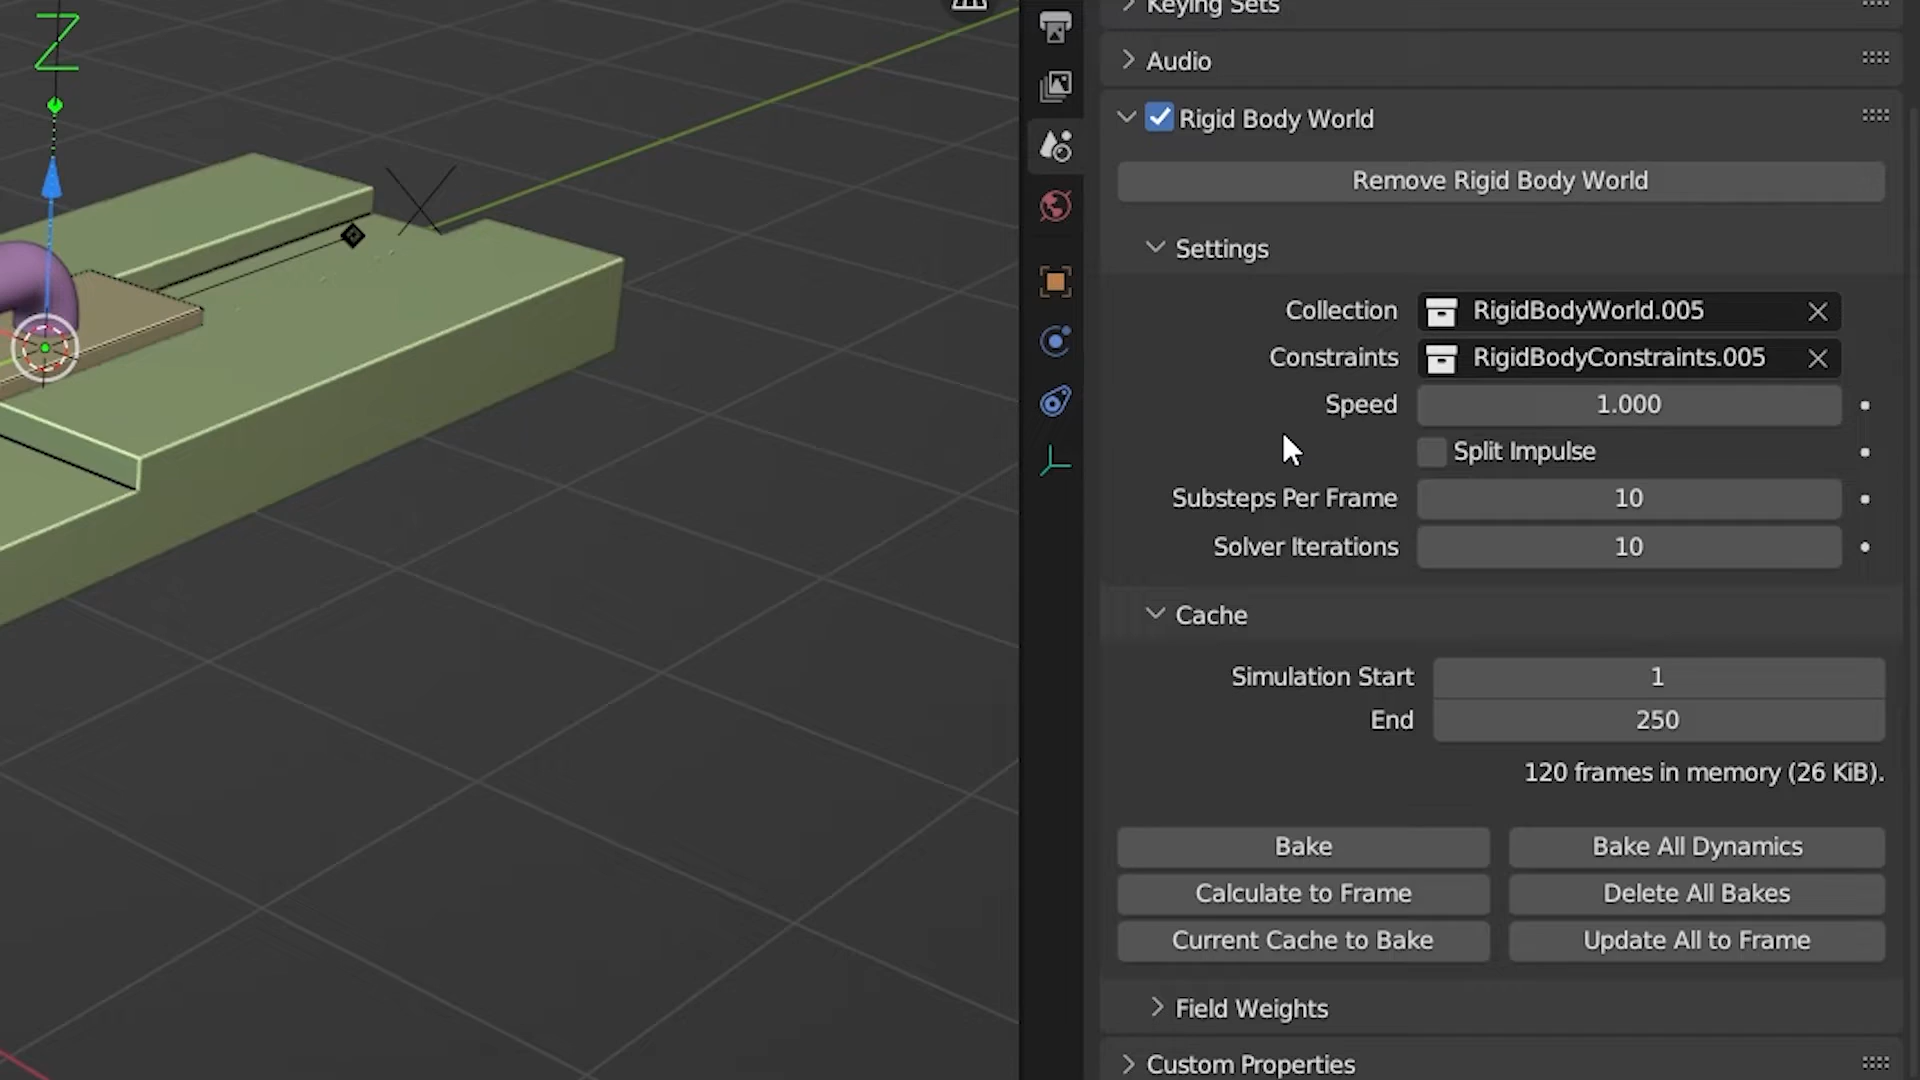 Z
Keying Sets
Audio
Rigid Body World
Remove Rigid Body World
Settings
Collection RigidBodyWorld.005
Constraints RigidBodyConstraints.005
Speed 1.000
Split Impulse
Substeps Per Frame 10
Solver Iterations 10
Cache
Simulation Start 1
End 250
120 frames in memory (26 KiB).
Bake Bake All Dynamics
Calculate to Frame Delete All Bakes
Current Cache to Bake Update All to Frame
Field Weights
Custom Properties